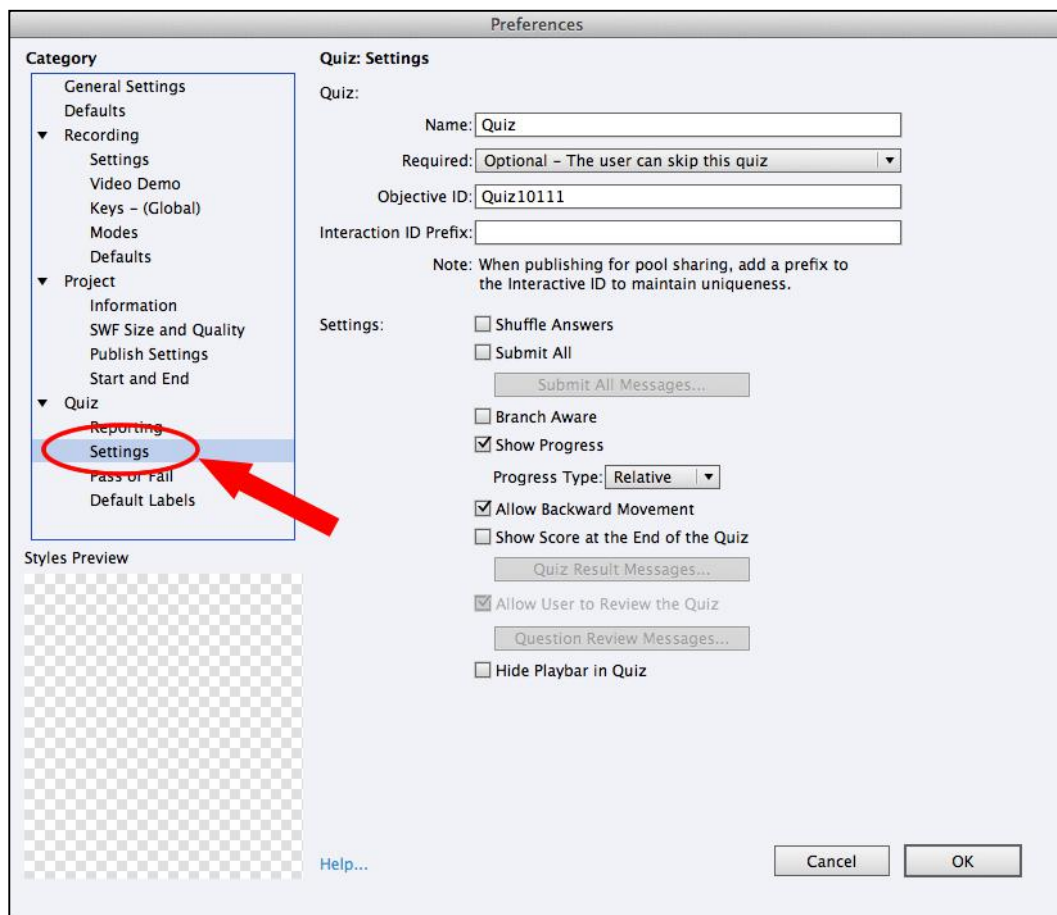 Preferences
Category
General Settings
Defaults
Recording
Settings
Video Demo
Keys - (Global)
Modes
Defaults
Project
Information
SWF Size and Quality
Publish Settings
Start and End
Quiz
Reporting
Settings
Pass or Fail
Default Labels
Styles Preview
Quiz: Settings
Quiz:
Name: Quiz
Required: Optional - The user can skip this quiz
Objective ID: Quiz10111
Interaction ID Prefix:
Note: When publishing for pool sharing, add a prefix to
the Interactive ID to maintain uniqueness.
Settings:
Shuffle Answers
Submit All
Submit All Messages...
Branch Aware
Show Progress
Progress Type: Relative
Allow Backward Movement
Show Score at the End of the Quiz
Quiz Result Messages...
Allow User to Review the Quiz
Question Review Messages...
Hide Playbar in Quiz
Help...
Cancel
OK